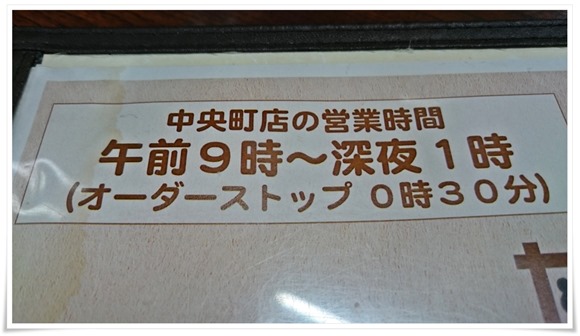 中央町店の営業時間
午前９時～深夜１時
(オーダーストップ ０時３０分)